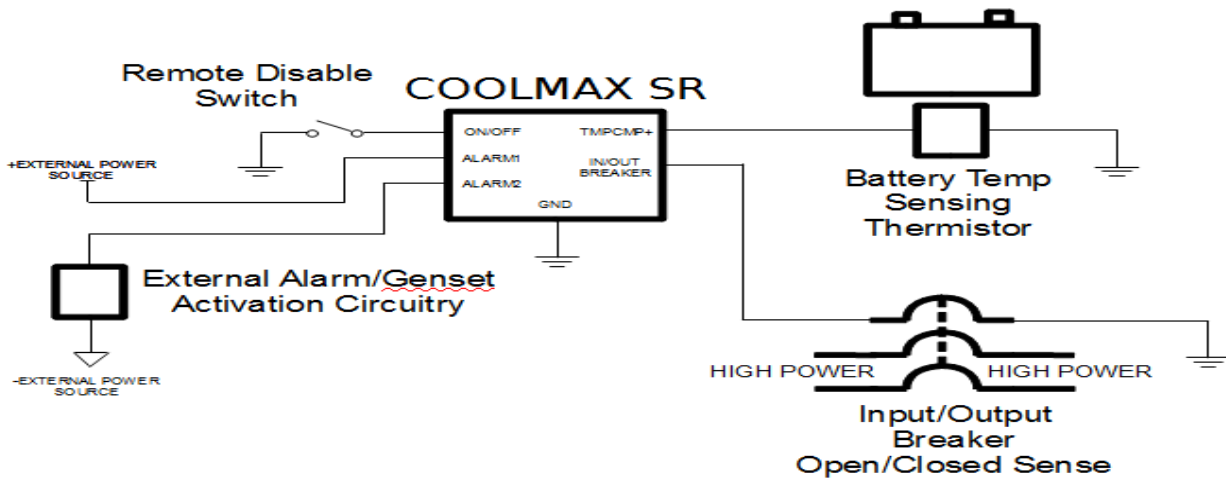 Remote Disable
Switch
COOLMAX SR
ON/OFF
ALARM1
ALARM2
TMPCMP+
IN/OUT
BREAKER
GND
+EXTERNAL POWER
SOURCE
External Alarm/Genset
Activation Circuitry
-EXTERNAL POWER
SOURCE
Battery Temp
Sensing
Thermistor
HIGH POWER
HIGH POWER
Input/Output
Breaker
Open/Closed Sense